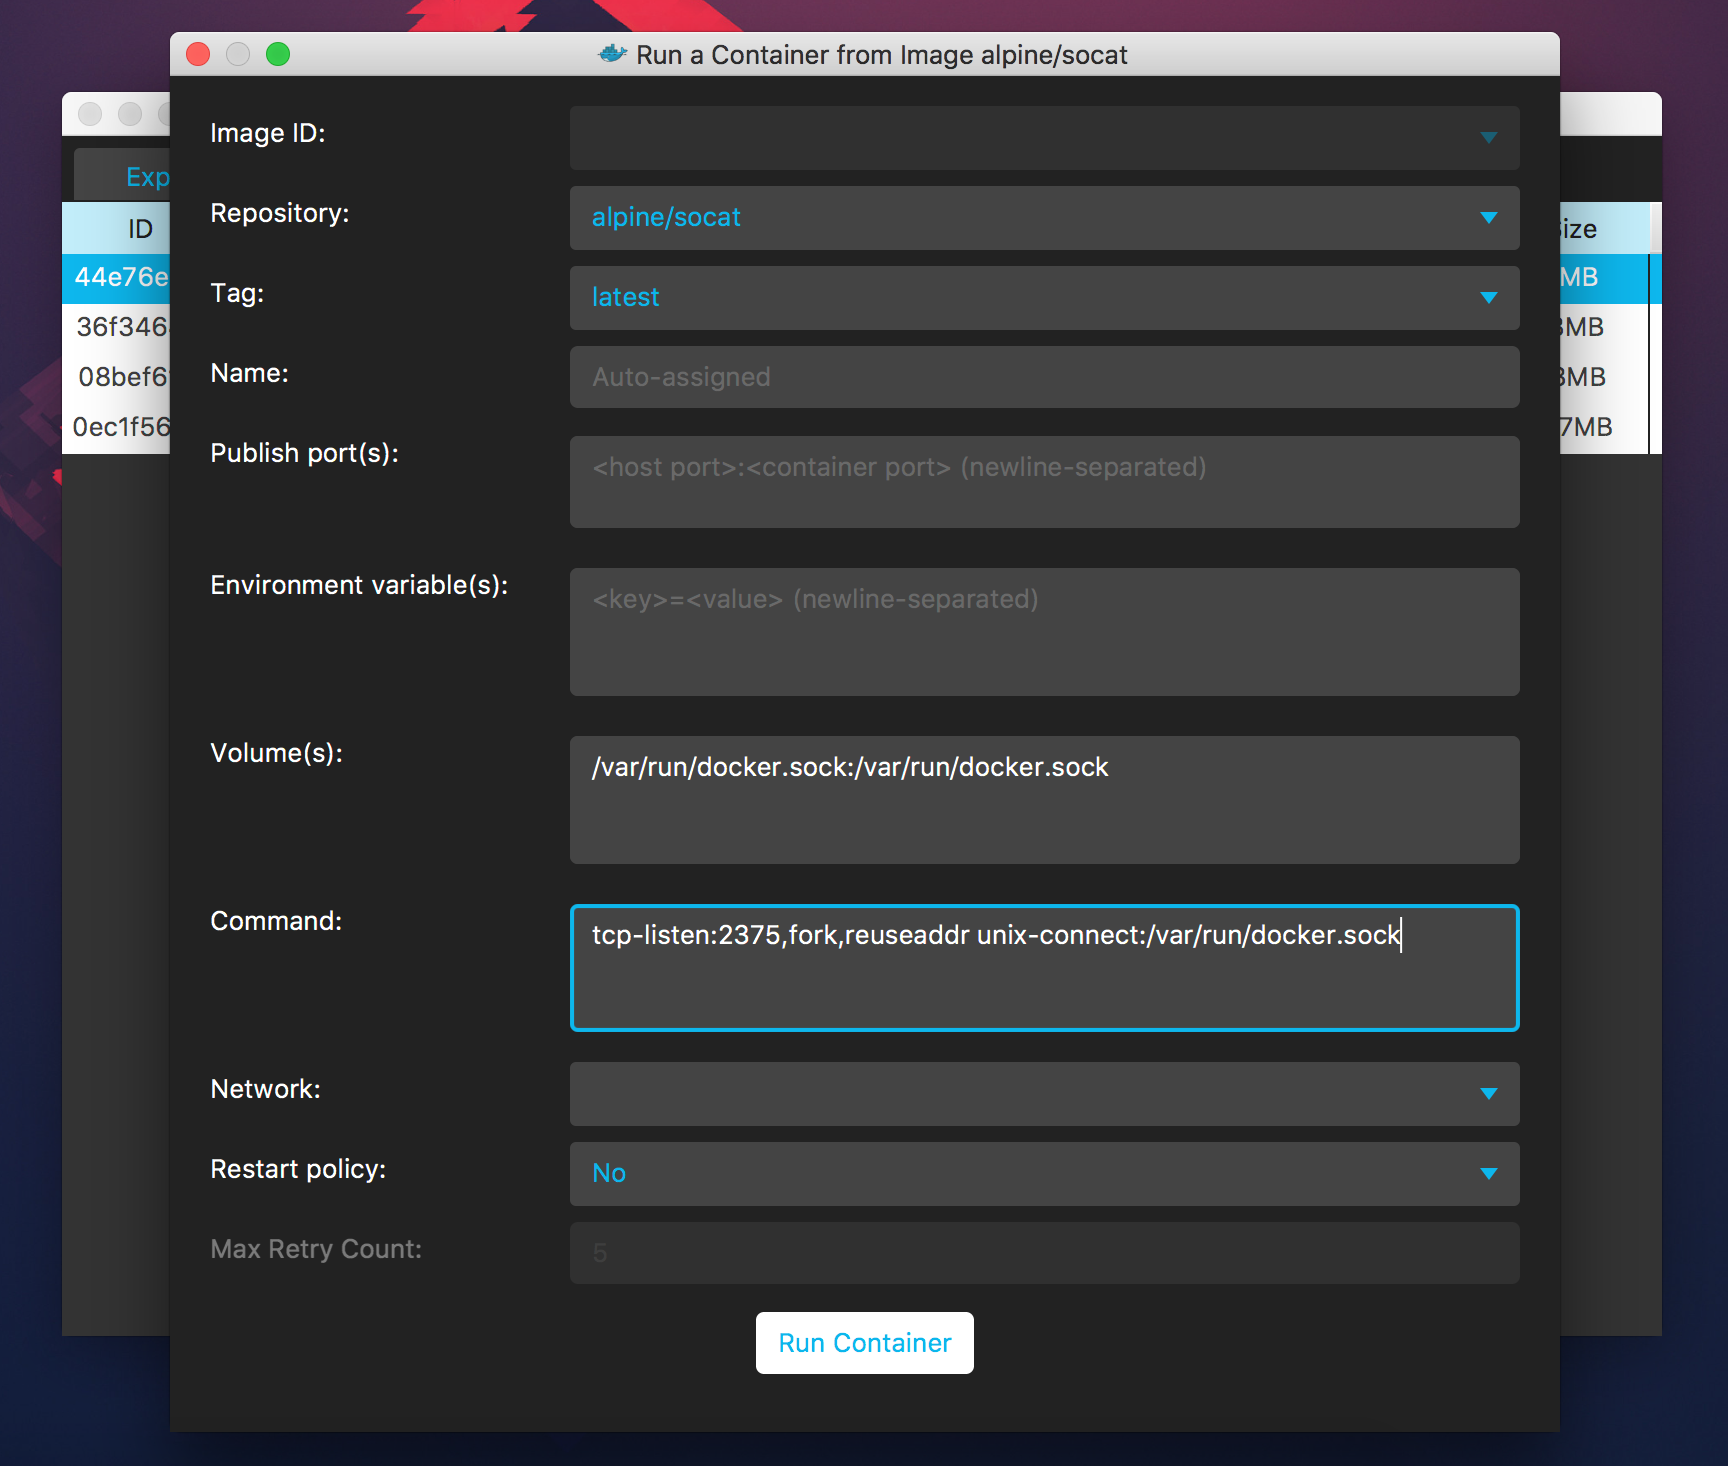 Run a Container from Image alpine/socat
Image ID:
Repository:
alpine/socat
Tag:
latest
Name:
Auto-assigned
Publish port(s):
<host port>:<container port> (newline-separated)
Environment variable(s):
<key>=<value> (newline-separated)
Volume(s):
/var/run/docker.sock:/var/run/docker.sock
Command:
tcp-listen:2375,fork,reuseaddr unix-connect:/var/run/docker.sock
Network:
Restart policy:
No
Max Retry Count:
5
Run Container
Exp
ID
ize
44e76e
MB
36f346
MB
08bef6
MB
0ec1f56
7MB